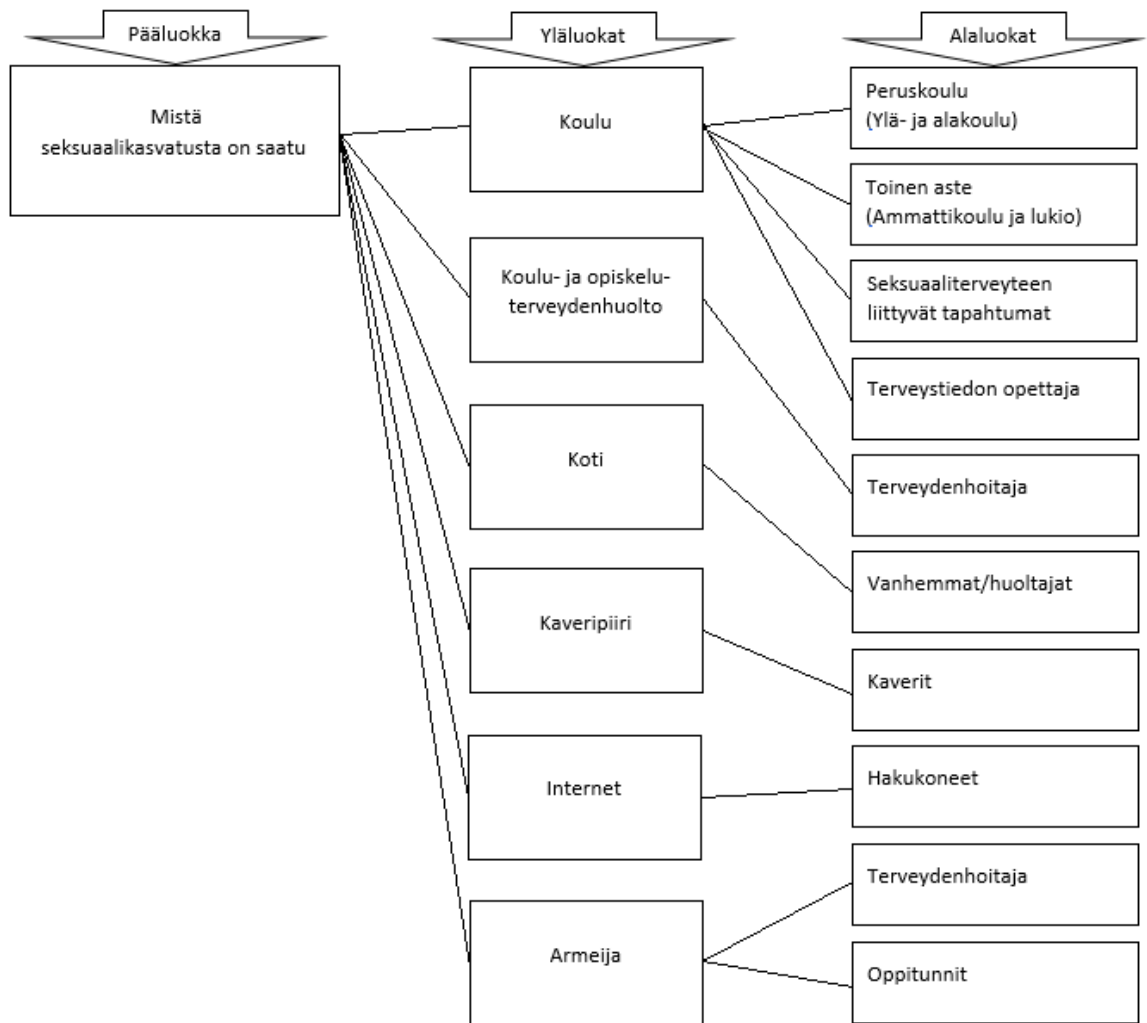 Pääluokka
Yläluokat
Alaluokat
Mistä
seksuaalikasvatusta on saatu
Koulu
Koulu- ja opiskelu-
terveydenhuolto
Koti
Kaveripiiri
Internet
Armeija
Peruskoulu
(Ylä- ja alakoulu)
Toinen aste
(Ammattikoulu ja lukio)
Seksuaaliterveyteen
liittyvät tapahtumat
Terveystiedon opettaja
Terveydenhoitaja
Vanhemmat/huoltajat
Kaverit
Hakukoneet
Terveydenhoitaja
Oppitunnit